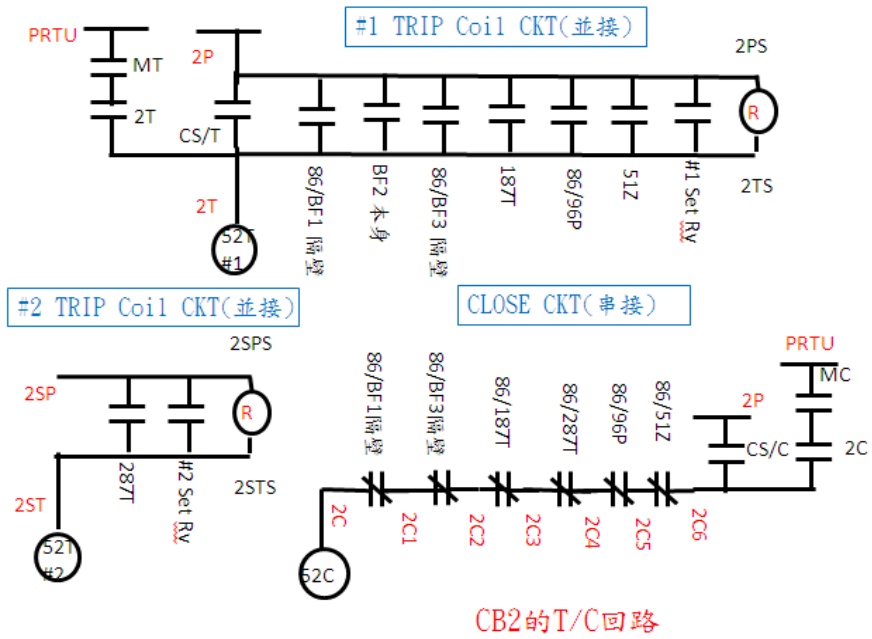 #1 TRIP Coil CKT(並接)
PRTU
MT
2T
2P
CS/T
2PS
R
2TS
2T
52T
#1
86/BF1 隔壁
BF2 本身
86/BF3 隔壁
187T
86/96P
51Z
#1 Set Ry
#2 TRIP Coil CKT(並接)
2SPS
2SP
R
287T
#2 Set Ry
2STS
2ST
52T
#2
CLOSE CKT(串接)
PRTU
MC
2P
CS/C
2C
86/BF1隔壁
86/BF3隔壁
86/187T
86/287T
86/96P
86/51Z
2C
2C1
2C2
2C3
2C4
2C5
2C6
52C
CB2的T/C回路